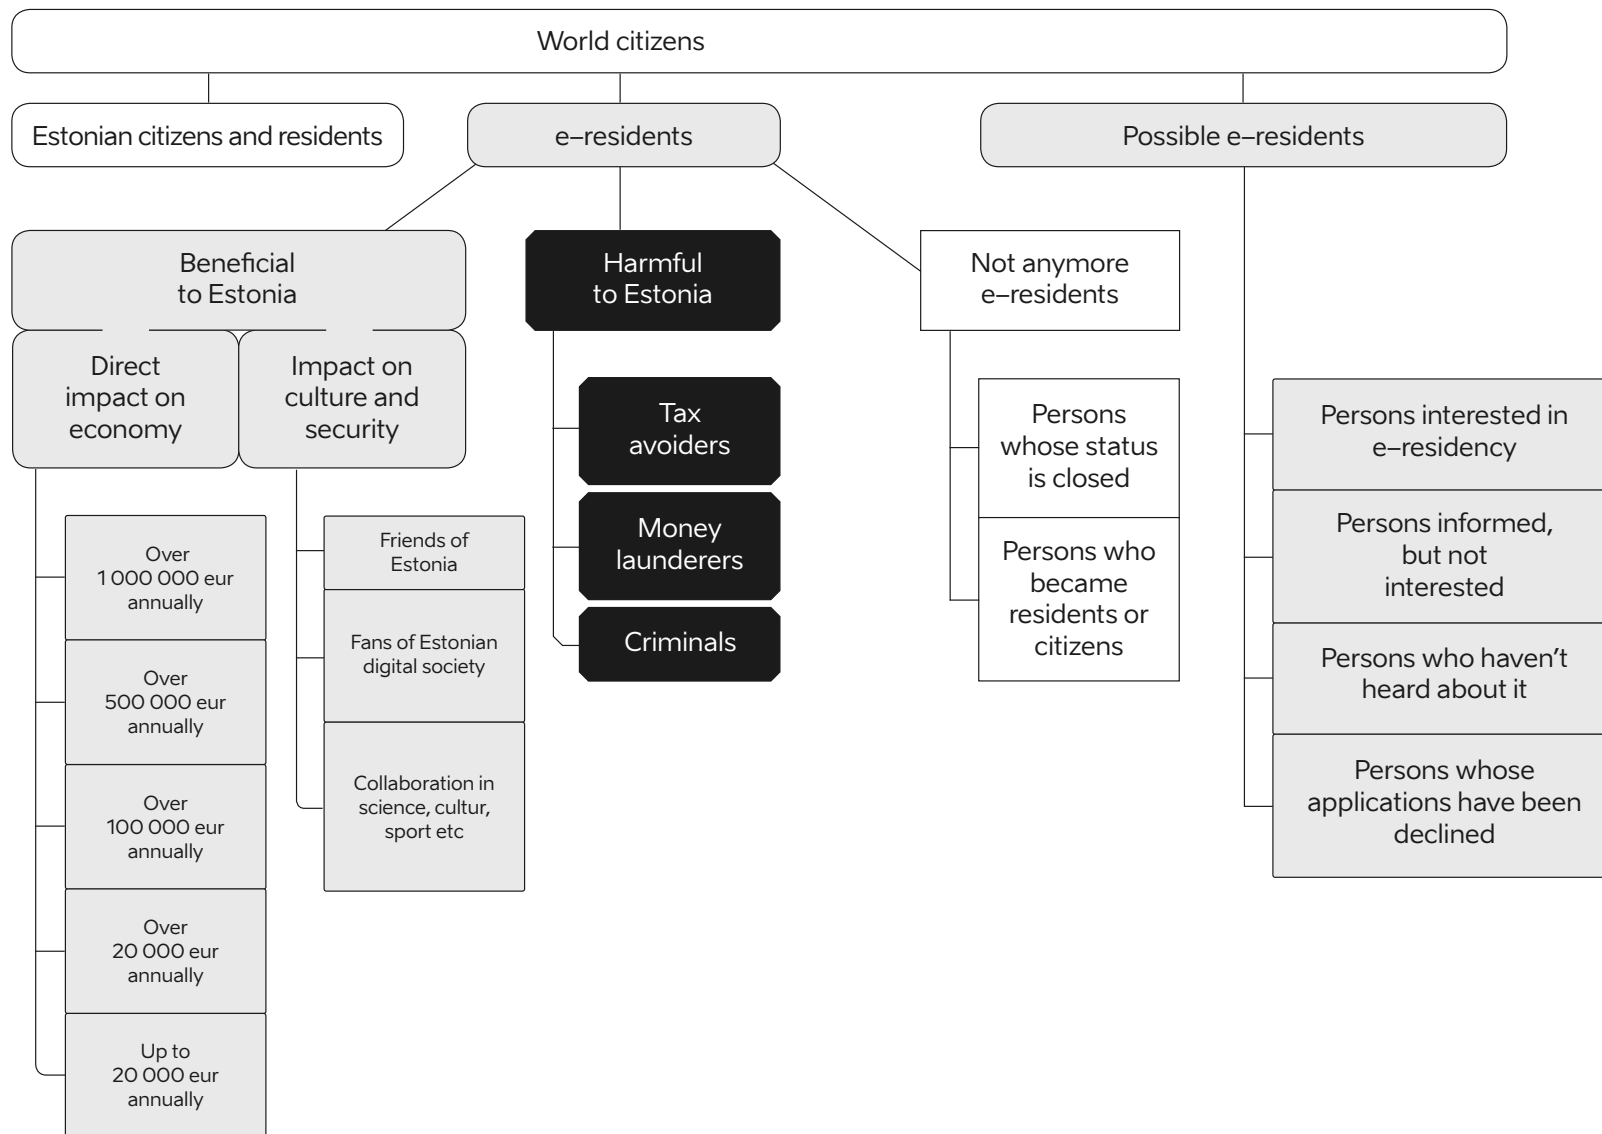 World citizens
Estonian citizens and residents
e–residents
Possible e–residents
Beneficial
to Estonia
Harmful
to Estonia
Not anymore
e–residents
Direct
impact on
economy
Impact on
culture and
security
Over
1 000 000 eur
annually
Over
500 000 eur
annually
Over
100 000 eur
annually
Over
20 000 eur
annually
Up to
20 000 eur
annually
Friends of
Estonia
Fans of Estonian
digital society
Collaboration in
science, cultur,
sport etc
Tax
avoiders
Money
launderers
Criminals
Persons
whose status
is closed
Persons who
became
residents or
citizens
Persons interested in
e–residency
Persons informed,
but not
interested
Persons who haven’t
heard about it
Persons whose
applications have been
declined